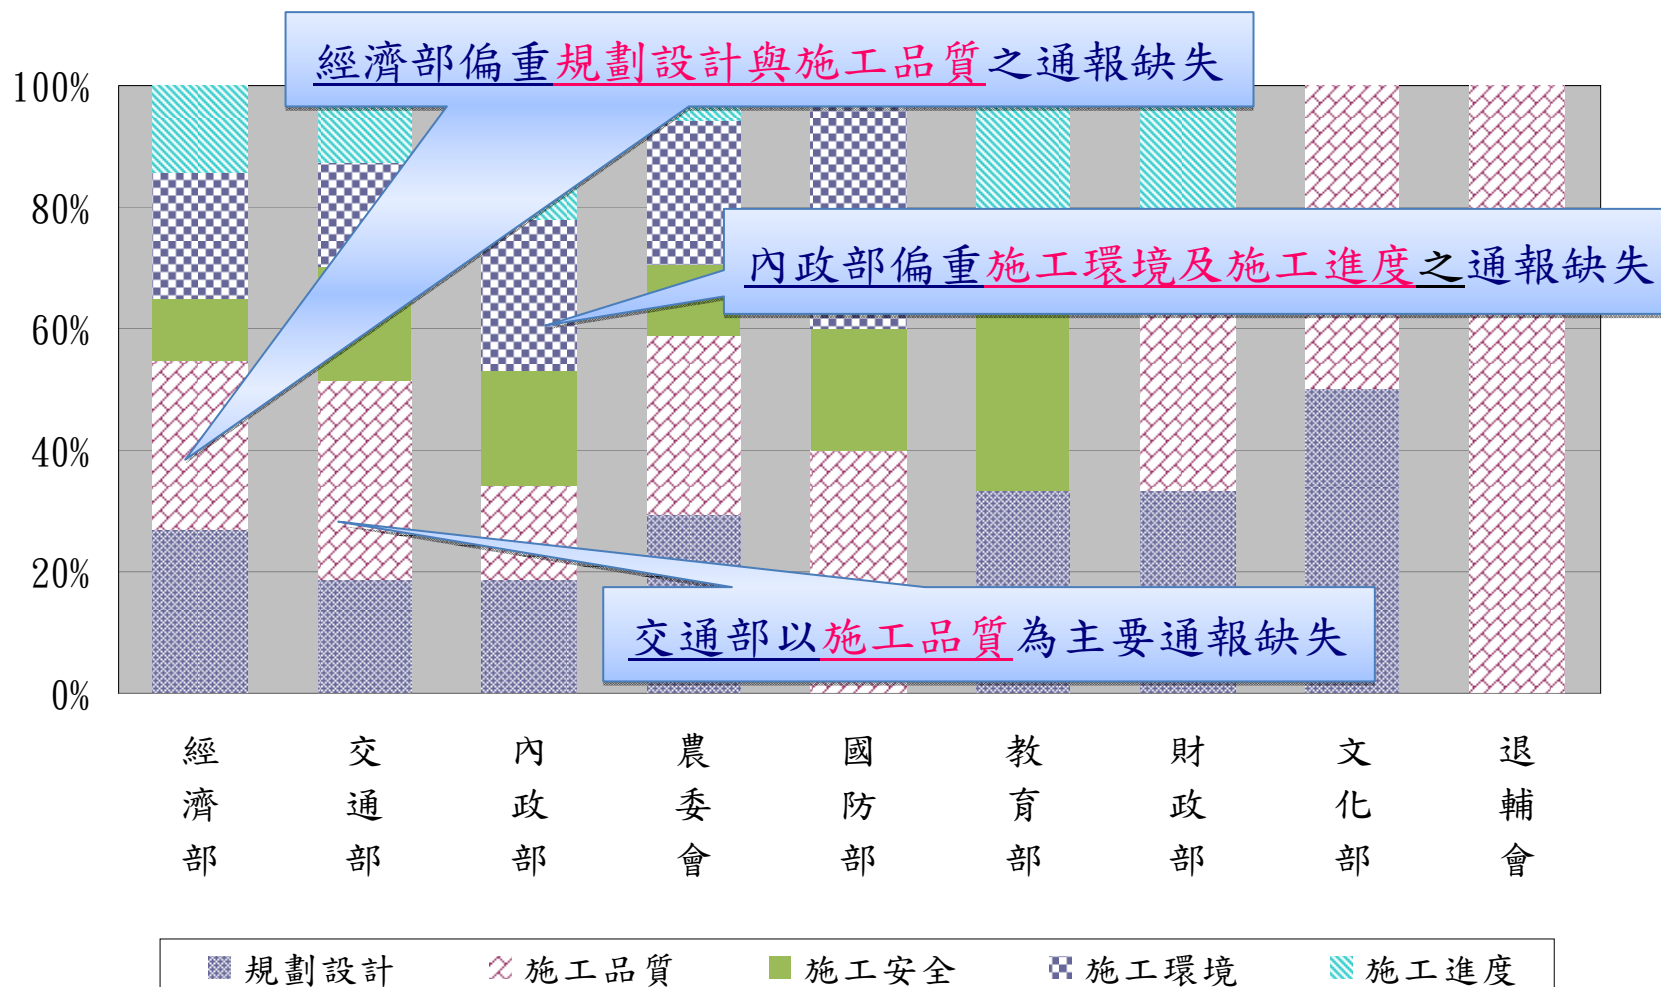 經濟部偏重規劃設計與施工品質之通報缺失
100%
80%
內政部偏重施工環境及施工進度之通報缺失
60%
40%
20%
交通部以施工品質為主要通報缺失
0%
經濟部
交通部
內政部
農委會
國防部
教育部
財政部
文化部
退輔會
規劃設計
施工品質
施工安全
施工環境
施工進度